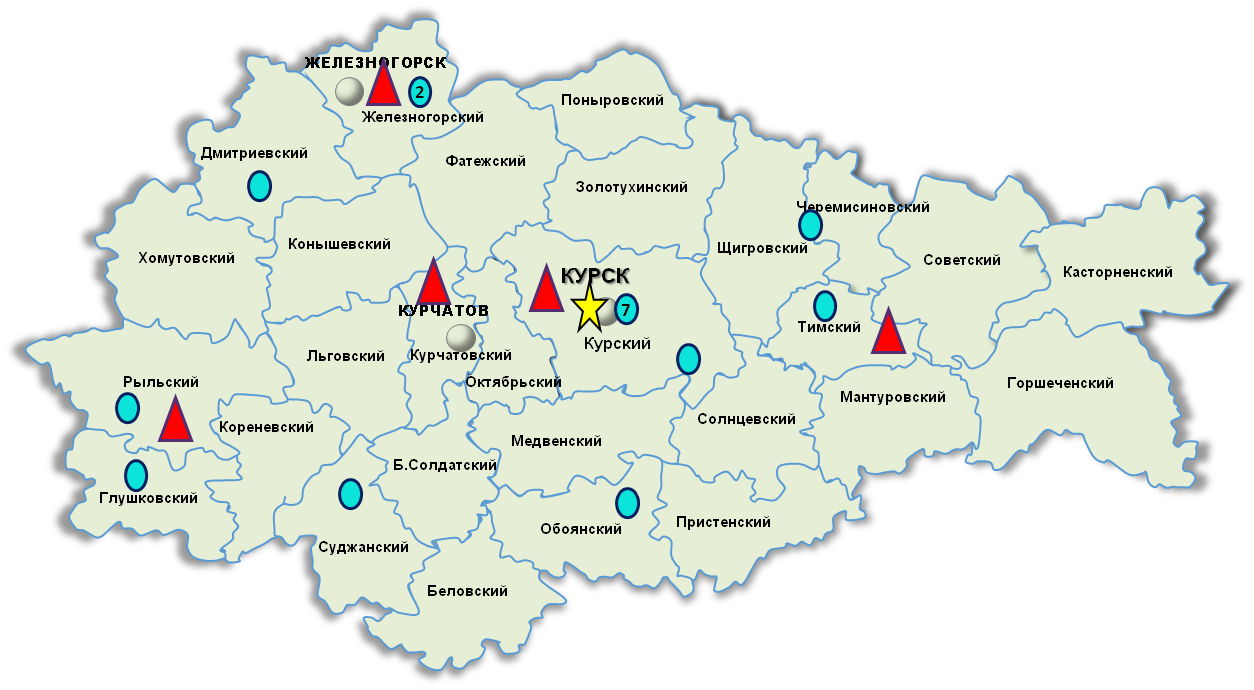 ЖЕЛЕЗНОГОРСК
2
Железногорский
Поныровский
Дмитриевский
Фатежский
Золотухинский
Черемисиновский
Конышевский
Щигровский
Хомутовский
Советский
Касторненский
КУРСК
7
КУРЧАТОВ
Тимский
Курский
Льговский
Курчатовский
Октябрьский
Рыльский
Горшеченский
Мантуровский
Солнцевский
Кореневский
Медвенский
Б.Солдатский
Глушковский
Обоянский
Пристенский
Суджанский
Беловский